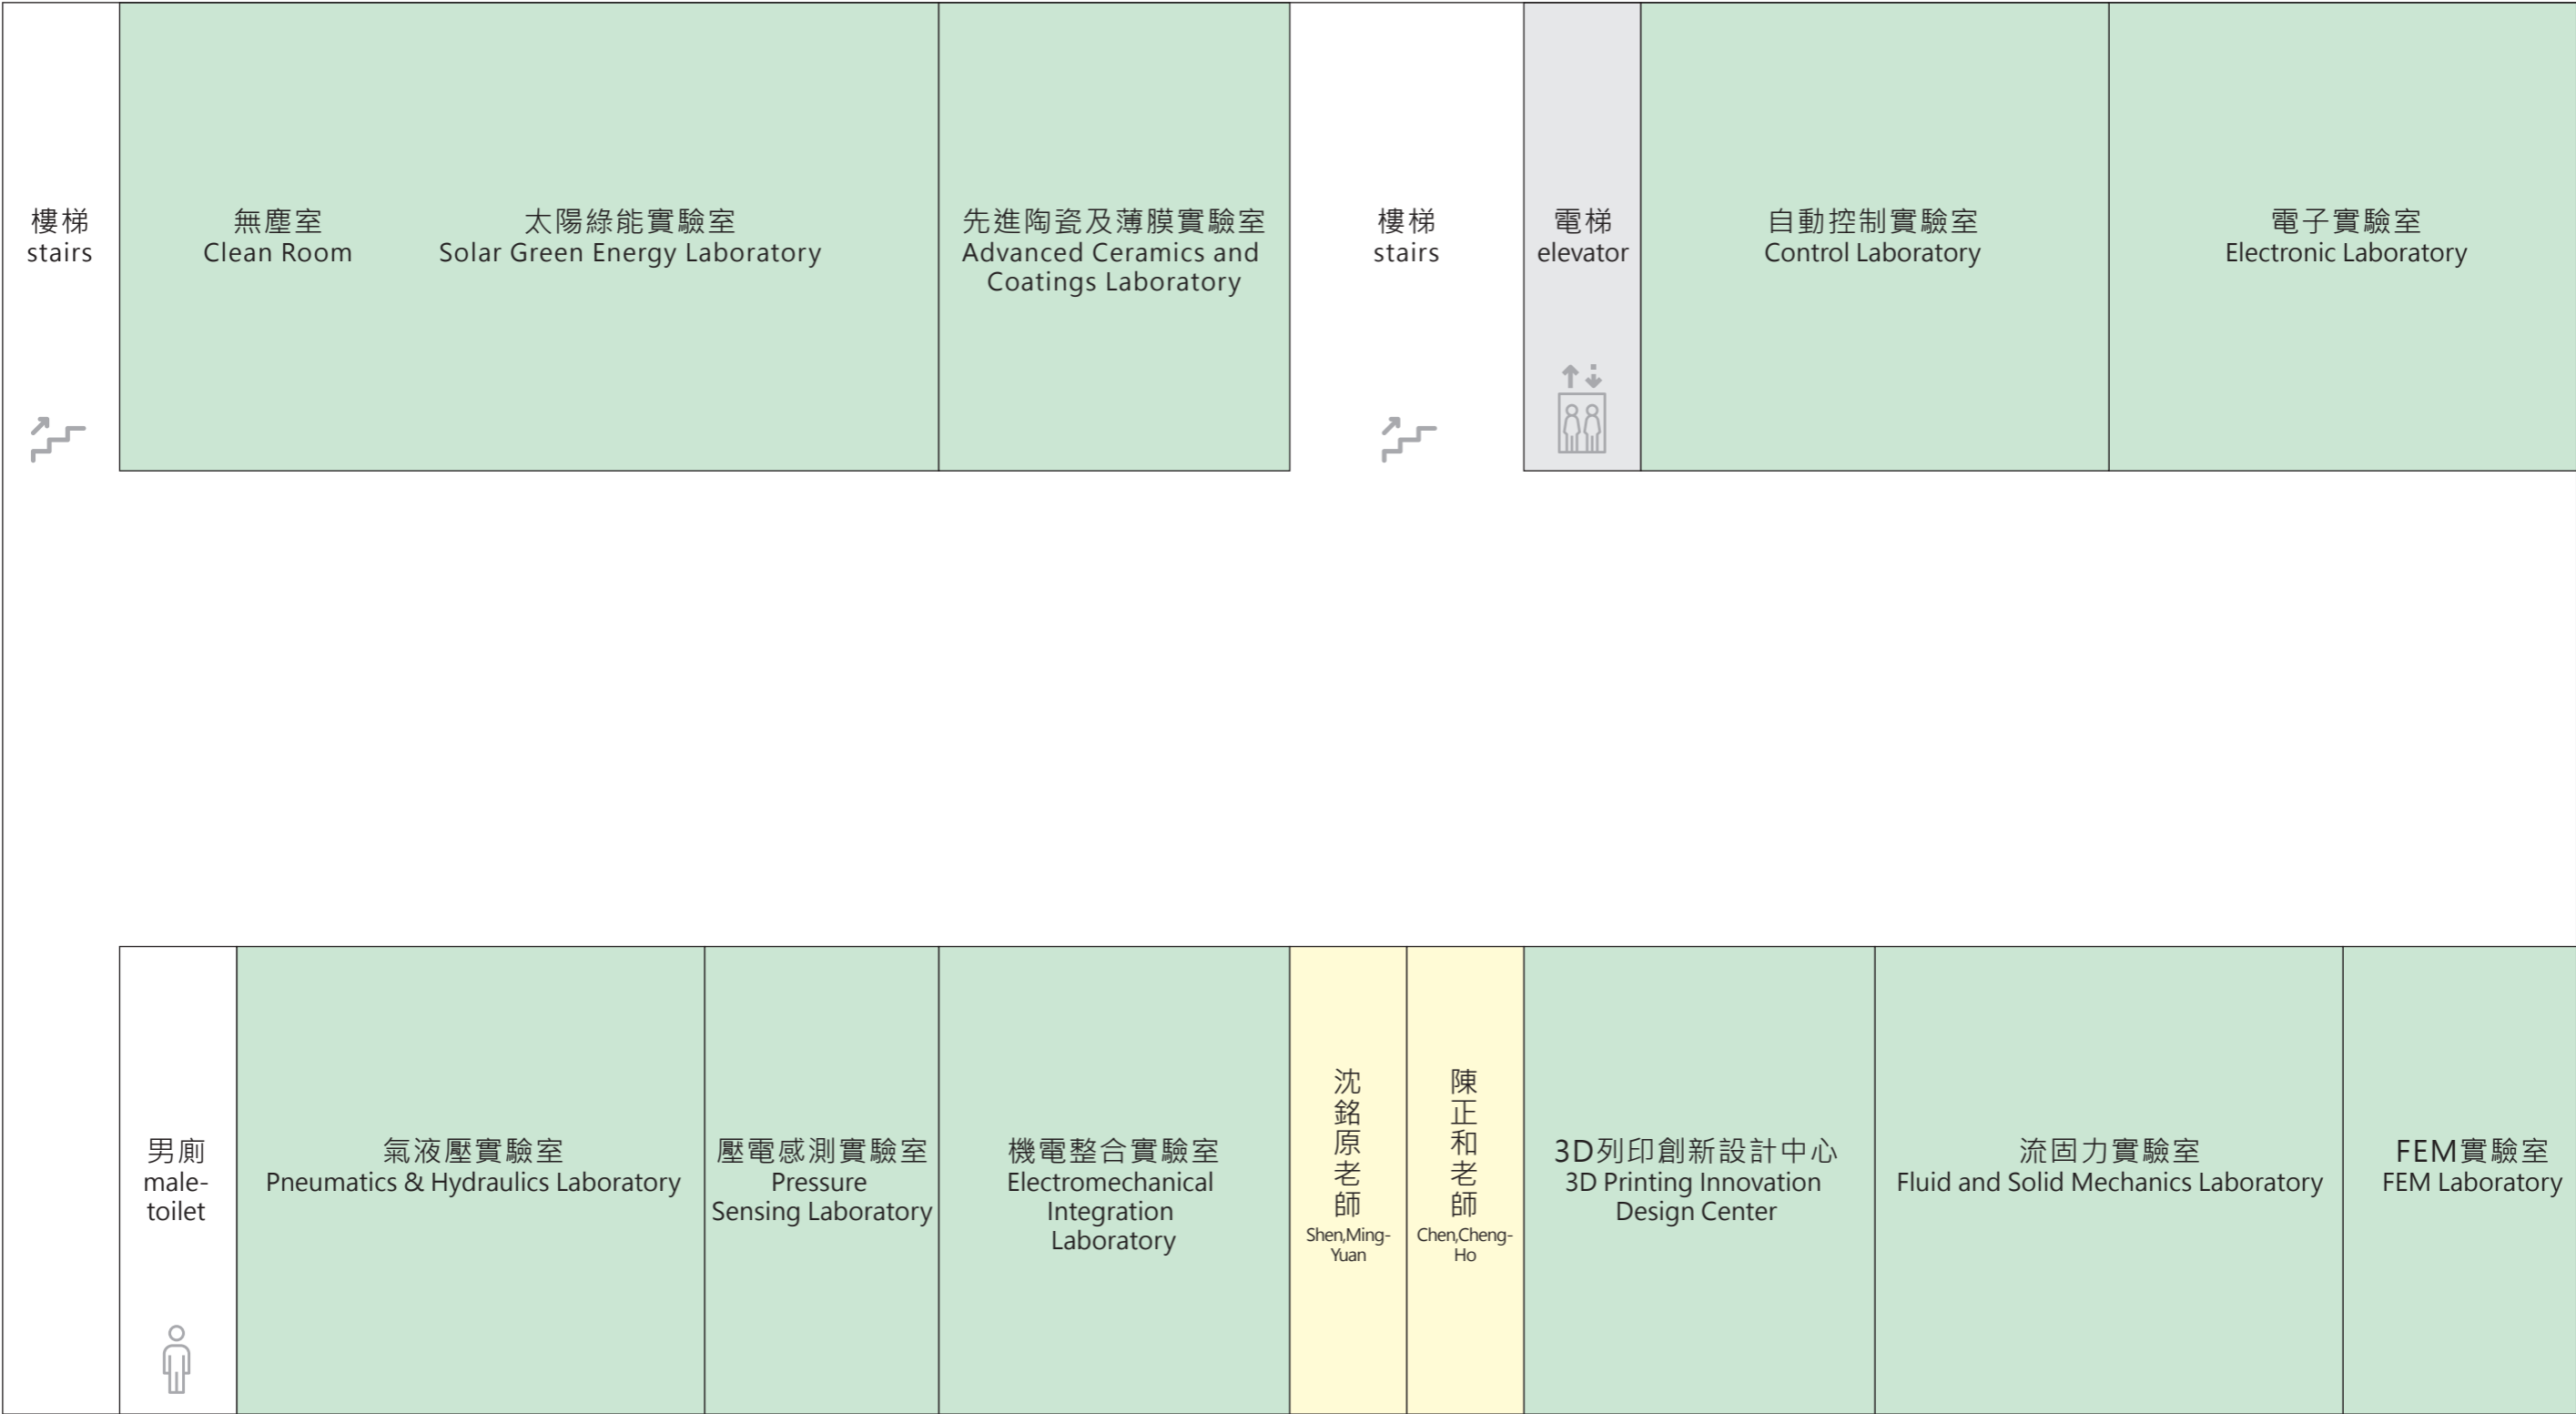 樓梯
stairs
無塵室
Clean Room
太陽綠能實驗室
Solar Green Energy Laboratory
先進陶瓷及薄膜實驗室
Advanced Ceramics and
Coatings Laboratory
樓梯
stairs
電梯
elevator
自動控制實驗室
Control Laboratory
電子實驗室
Electronic Laboratory
男廁
male-
toilet
氣液壓實驗室
Pneumatics & Hydraulics Laboratory
壓電感測實驗室
Pressure
Sensing Laboratory
機電整合實驗室
Electromechanical
Integration
Laboratory
沈銘原老師
Shen,Ming-
Yuan
陳正和老師
Chen,Cheng-
Ho
3D列印創新設計中心
3D Printing Innovation
Design Center
流固力實驗室
Fluid and Solid Mechanics Laboratory
FEM實驗室
FEM Laboratory